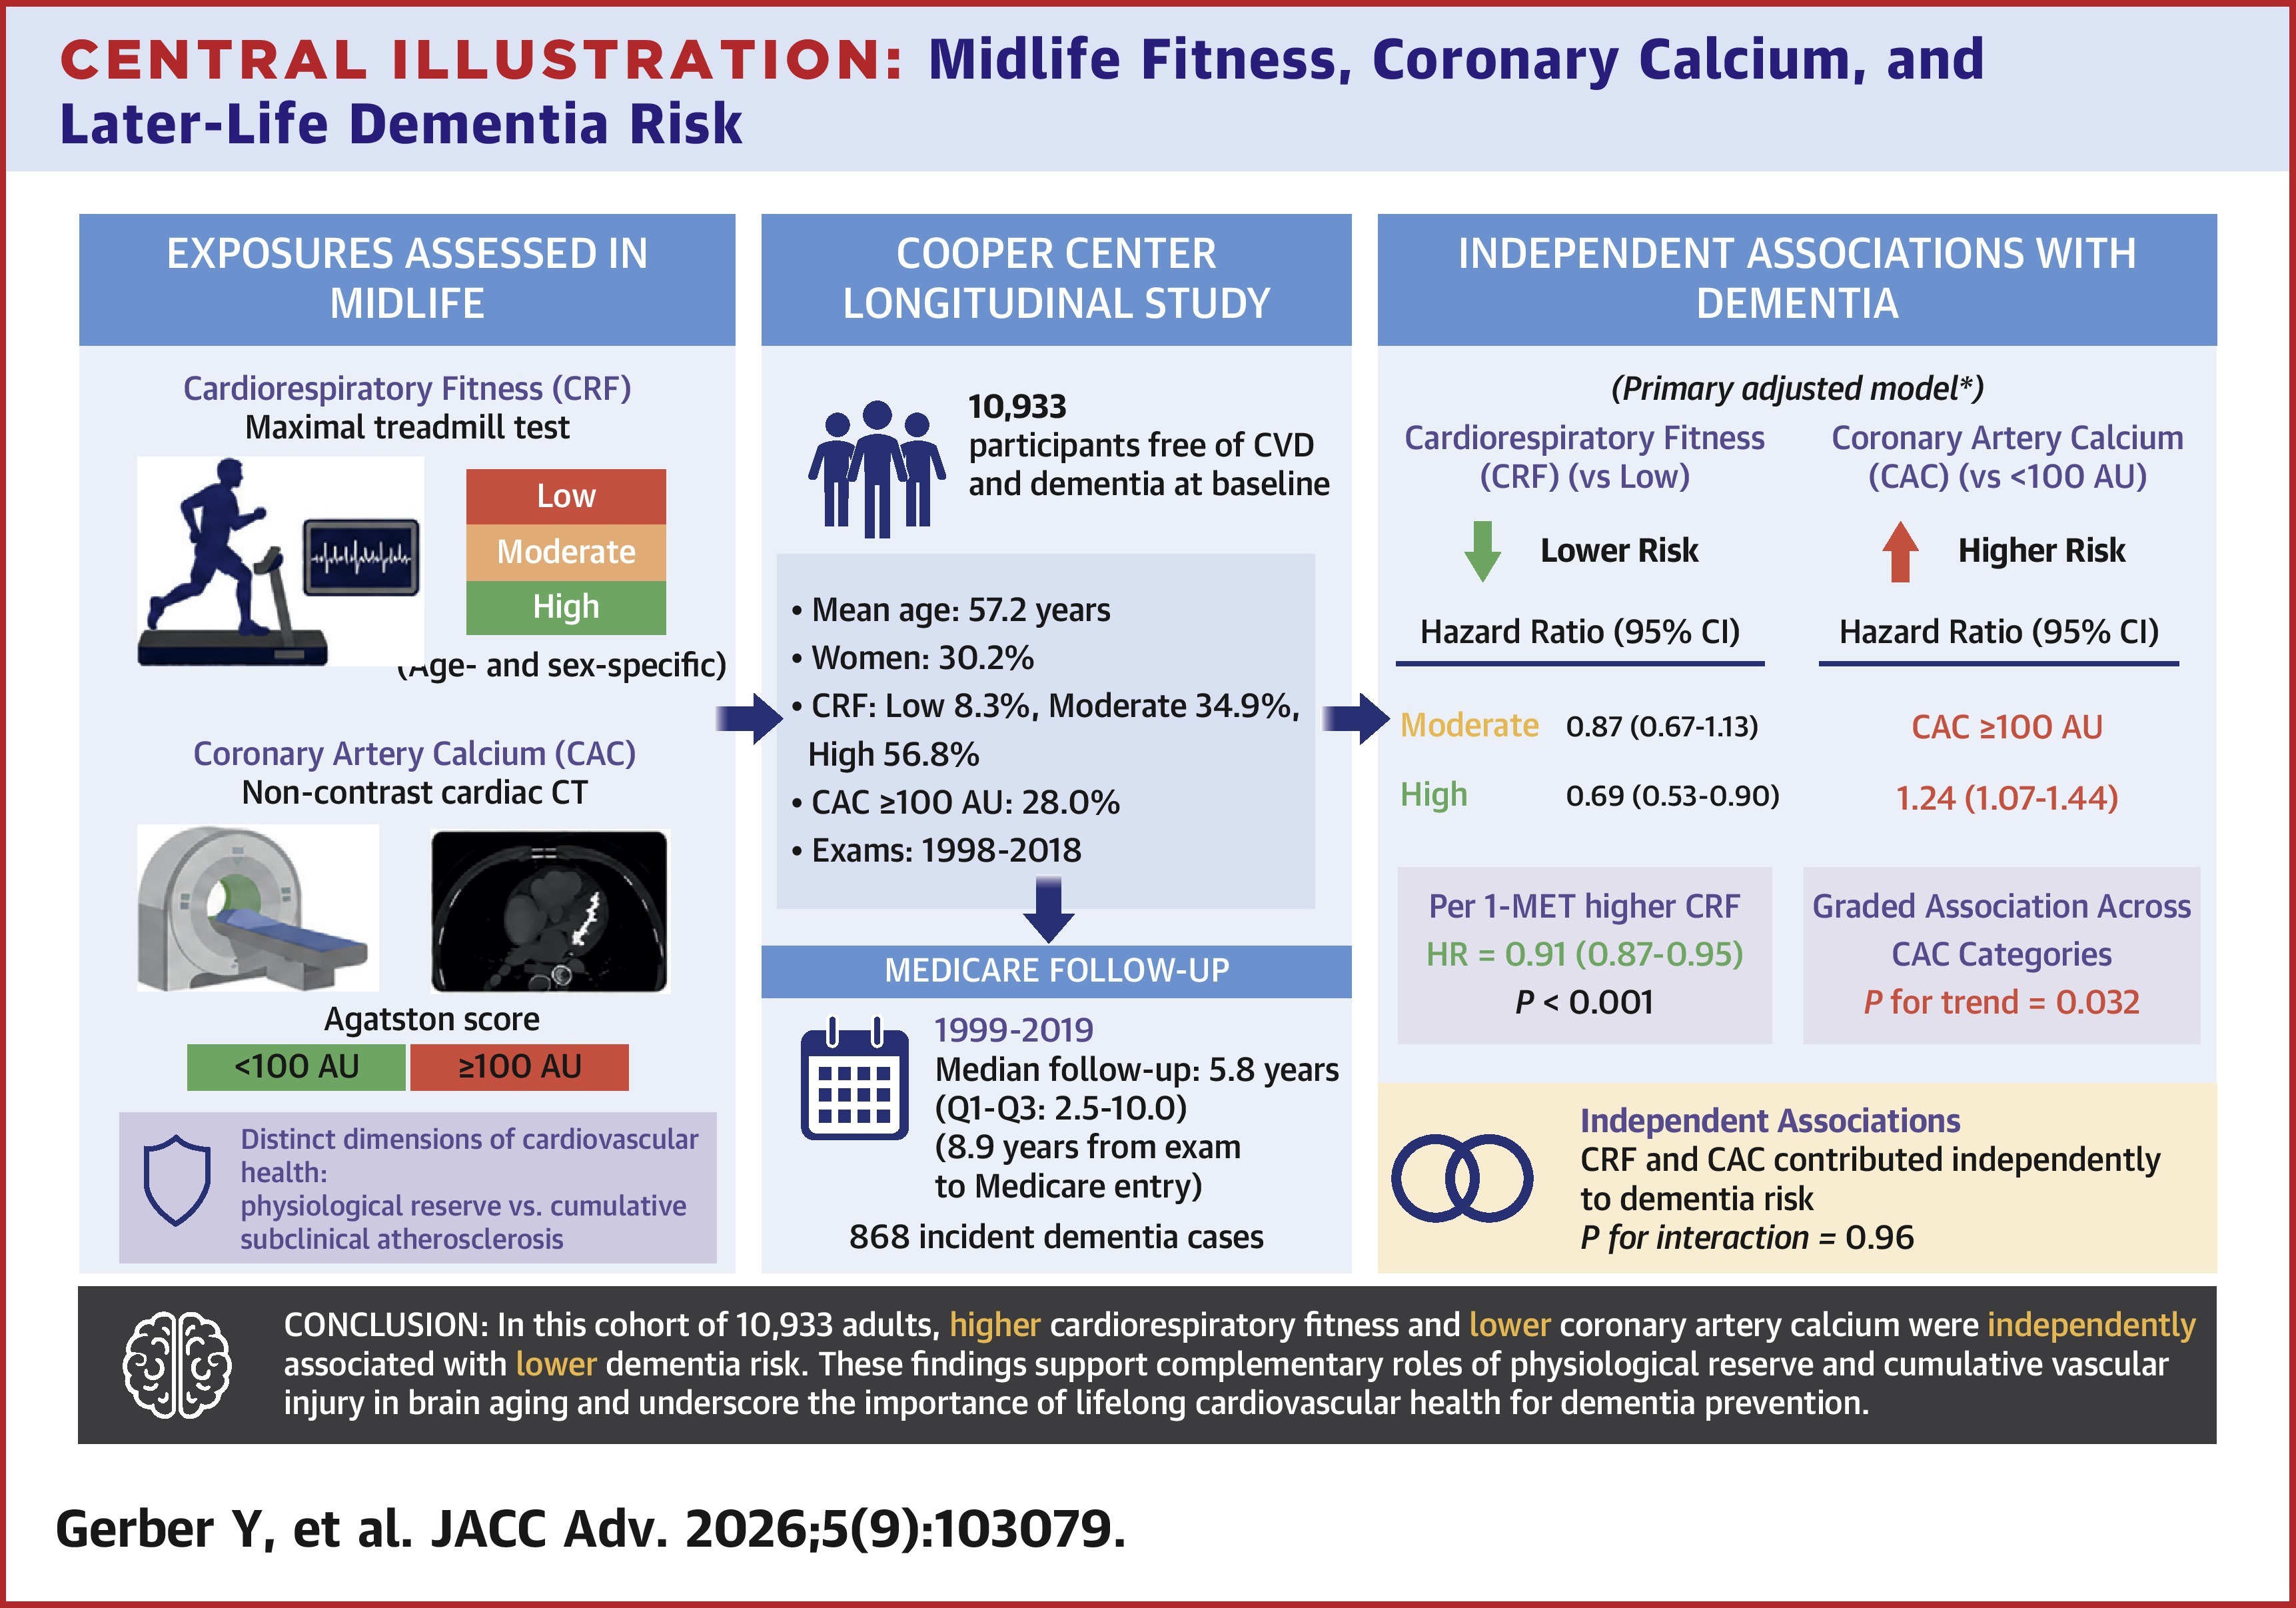 CENTRAL ILLUSTRATION: Midlife Fitness, Coronary Calcium, and
Later-Life Dementia Risk
EXPOSURES ASSESSED IN
MIDLIFE
Cardiorespiratory Fitness (CRF)
Maximal treadmill test
Low
Moderate
High
(Age- and sex-specific)
Coronary Artery Calcium (CAC)
Non-contrast cardiac CT
Agatston score
<100 AU
≥100 AU
Distinct dimensions of cardiovascular
health:
physiological reserve vs. cumulative
subclinical atherosclerosis
COOPER CENTER
LONGITUDINAL STUDY
10,933
participants free of CVD
and dementia at baseline
• Mean age: 57.2 years
• Women: 30.2%
• CRF: Low 8.3%, Moderate 34.9%,
High 56.8%
• CAC ≥100 AU: 28.0%
• Exams: 1998-2018
MEDICARE FOLLOW-UP
1999-2019
Median follow-up: 5.8 years
(Q1-Q3: 2.5-10.0)
(8.9 years from exam
to Medicare entry)
868 incident dementia cases
INDEPENDENT ASSOCIATIONS WITH
DEMENTIA
(Primary adjusted model*)
Cardiorespiratory Fitness
(CRF) (vs Low)
Lower Risk
Hazard Ratio (95% CI)
Moderate 0.87 (0.67-1.13)
High 0.69 (0.53-0.90)
Per 1-MET higher CRF
HR = 0.91 (0.87-0.95)
P < 0.001
Coronary Artery Calcium
(CAC) (vs <100 AU)
Higher Risk
Hazard Ratio (95% CI)
CAC ≥100 AU
1.24 (1.07-1.44)
Graded Association Across
CAC Categories
P for trend = 0.032
Independent Associations
CRF and CAC contributed independently
to dementia risk
P for interaction = 0.96
CONCLUSION: In this cohort of 10,933 adults, higher cardiorespiratory fitness and lower coronary artery calcium were independently
associated with lower dementia risk. These findings support complementary roles of physiological reserve and cumulative vascular
injury in brain aging and underscore the importance of lifelong cardiovascular health for dementia prevention.
Gerber Y, et al. JACC Adv. 2026;5(9):103079.